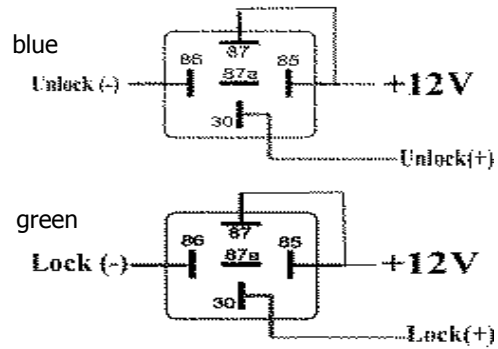 blue
87
86 87a 85
Unlock (-) +12V
30
Unlock(+)
green
87
86 87a 85
Lock (-) +12V
30
Lock(+)